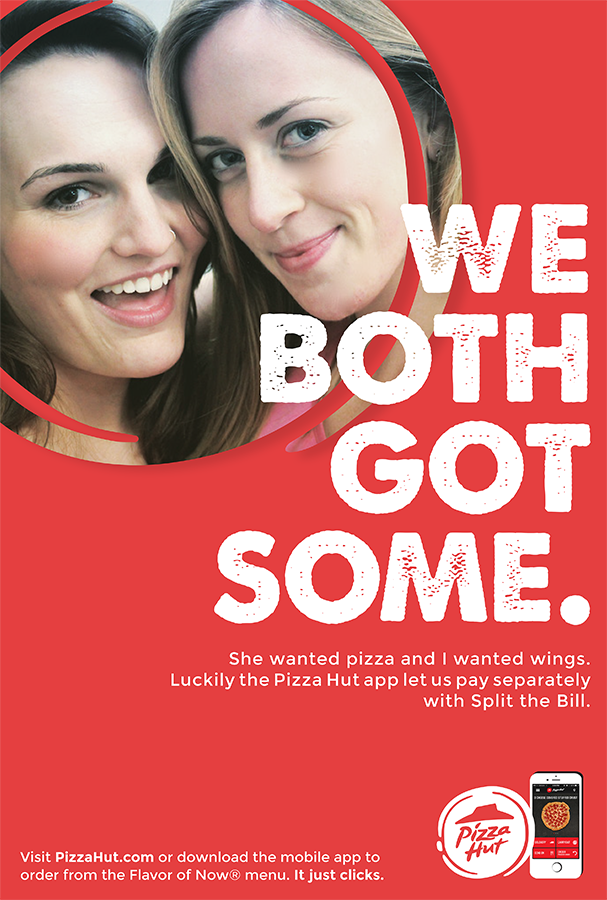 WE
BOTH
GOT
SOME.
She wanted pizza and I wanted wings.
Luckily the Pizza Hut app let us pay separately
with Split the Bill.
Pizza
Hut
Visit PizzaHut.com or download the mobile app to
order from the Flavor of Now® menu. It just clicks.